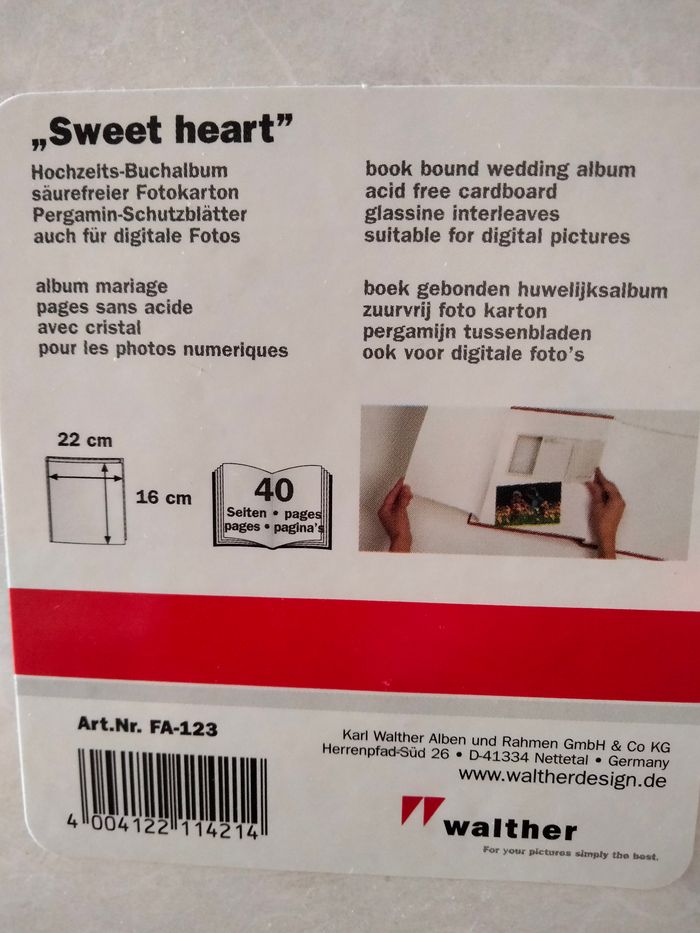 „Sweet heart”
Hochzeits-Buchalbum
säurefreier Fotokarton
Pergamin-Schutzblätter
auch für digitale Fotos
book bound wedding album
acid free cardboard
glassine interleaves
suitable for digital pictures
album mariage
pages sans acide
avec cristal
pour les photos numeriques
boek gebonden huwelijksalbum
zuurvrij foto karton
pergamijn tussenbladen
ook voor digitale foto's
22 cm
16 cm
40
Seiten • pages
pages • pagina's
Art.Nr. FA-123
4 004122 114214
Karl Walther Alben und Rahmen GmbH & Co KG
Herrenpfad-Süd 26 • D-41334 Nettetal • Germany
www.waltherdesign.de
walther
For your pictures simply the best.